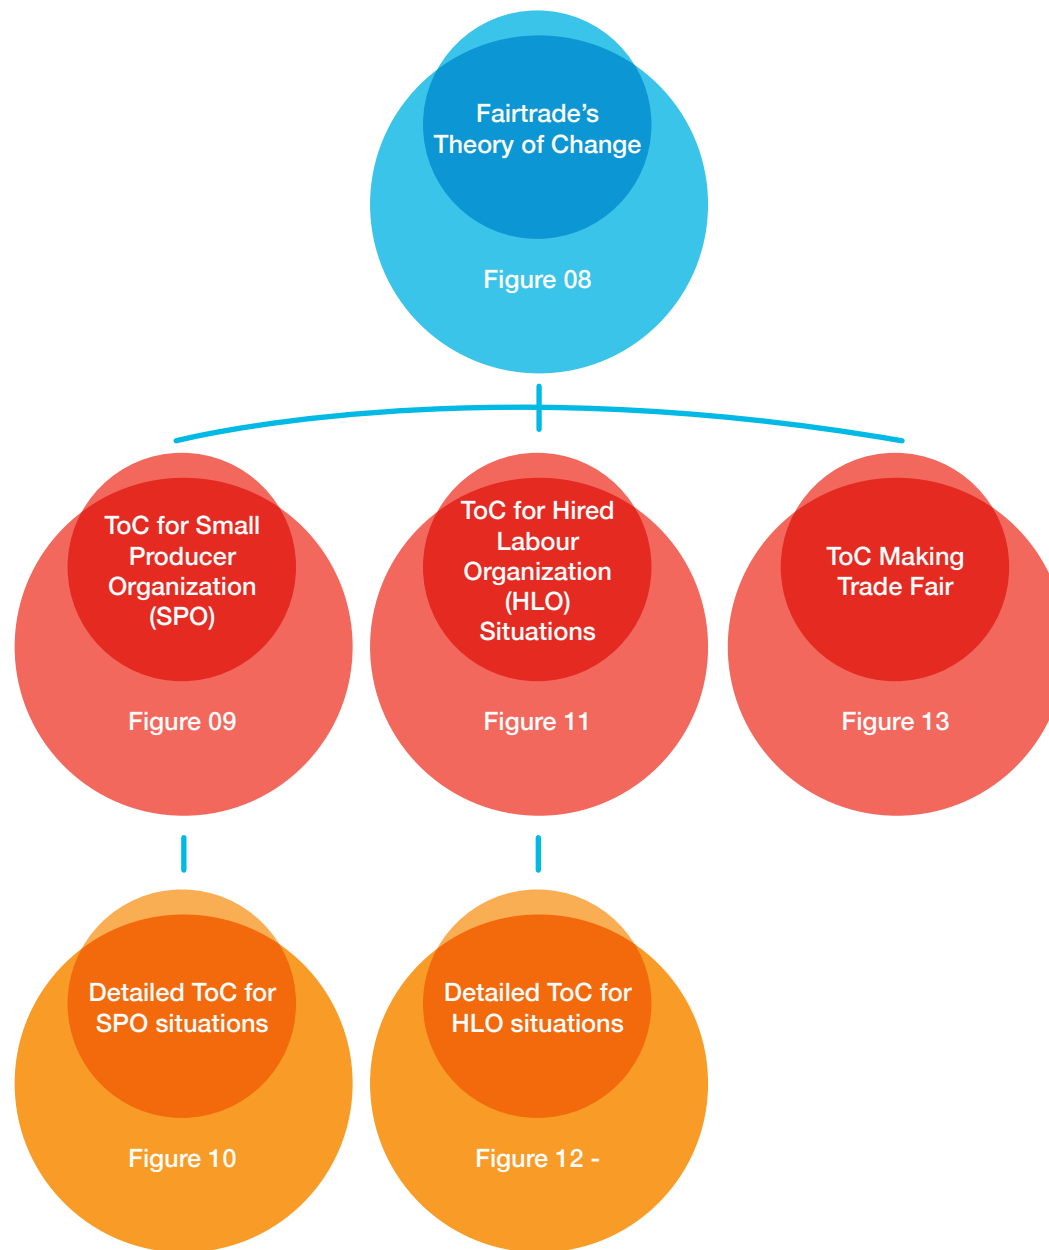 Fairtrade’s
Theory of Change
Figure 08
ToC for Small
Producer
Organization
(SPO)
Figure 09
ToC for Hired
Labour
Organization
(HLO)
Situations
Figure 11
ToC Making
Trade Fair
Figure 13
Detailed ToC for
SPO situations
Figure 10
Detailed ToC for
HLO situations
Figure 12 -